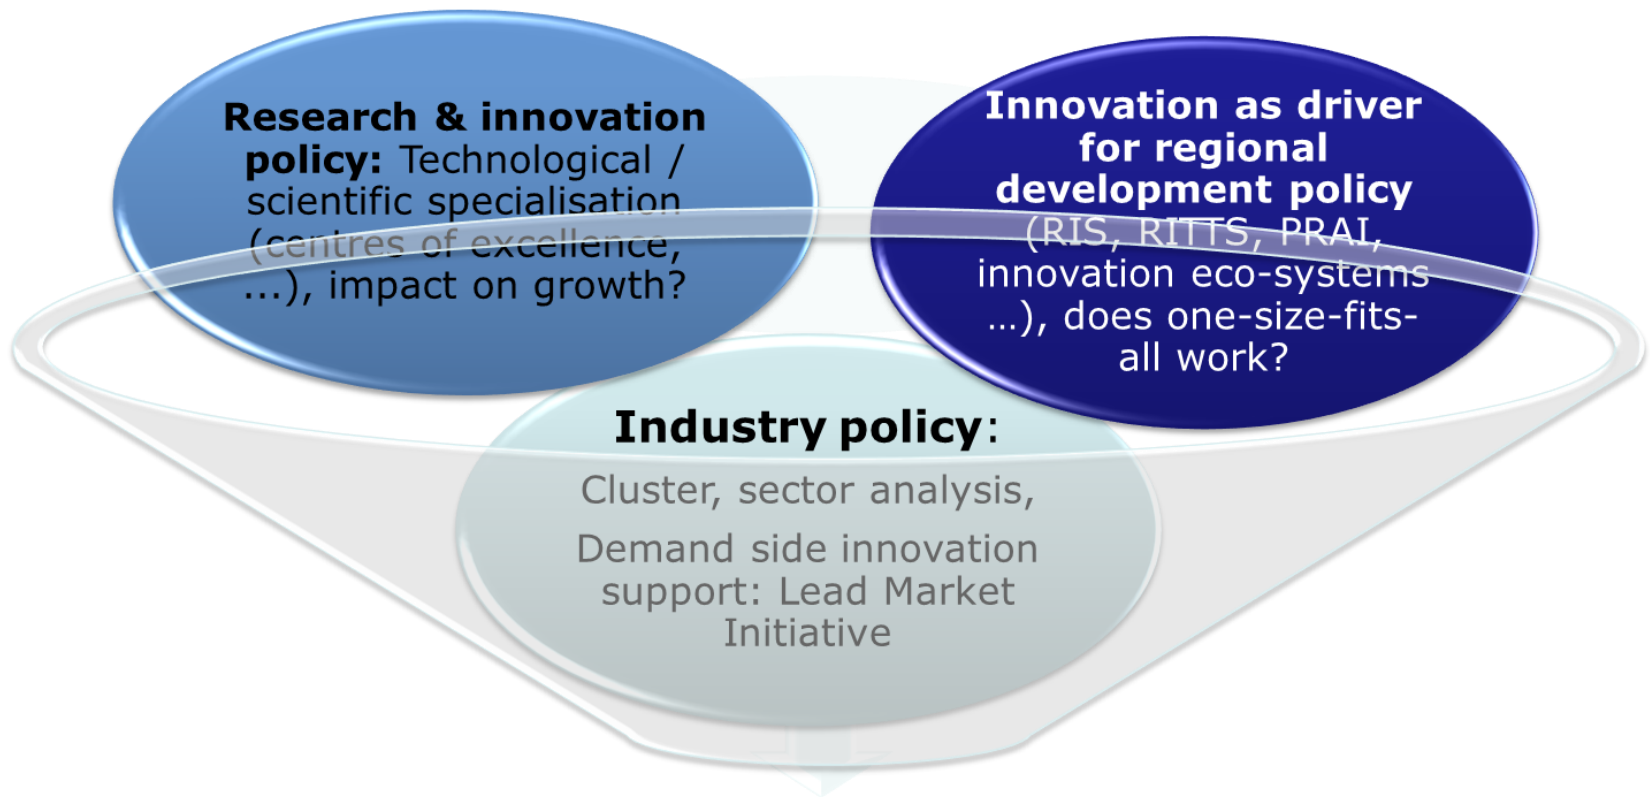 Research & innovation
policy: Technological /
scientific specialisation
(centres of excellence,
...), impact on growth?
Innovation as driver
for regional
development policy
(RIS, RITTS, PRAI,
innovation eco-systems
…), does one-size-fits-
all work?
Industry policy:
Cluster, sector analysis,
Demand side innovation
support: Lead Market
Initiative